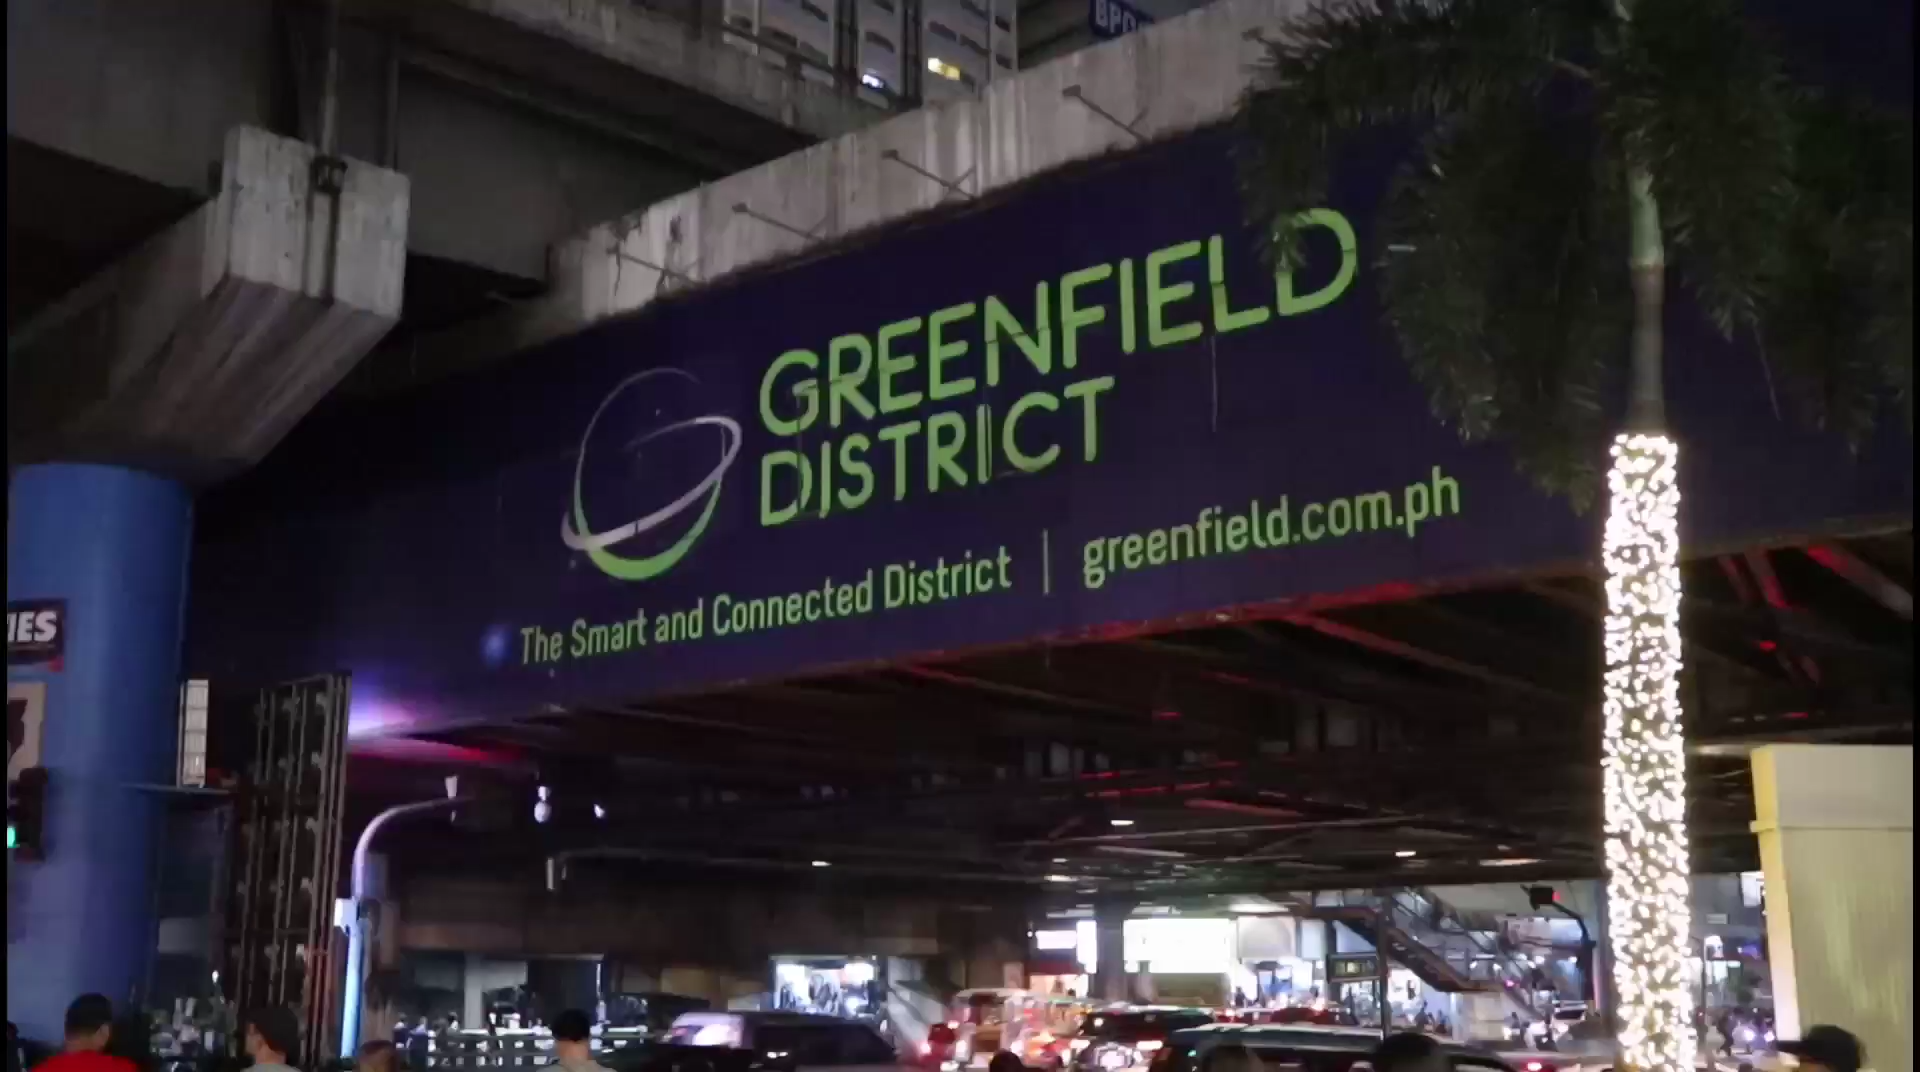 GREENFIELD
DISTRICT
The Smart and Connected District | greenfield.com.ph